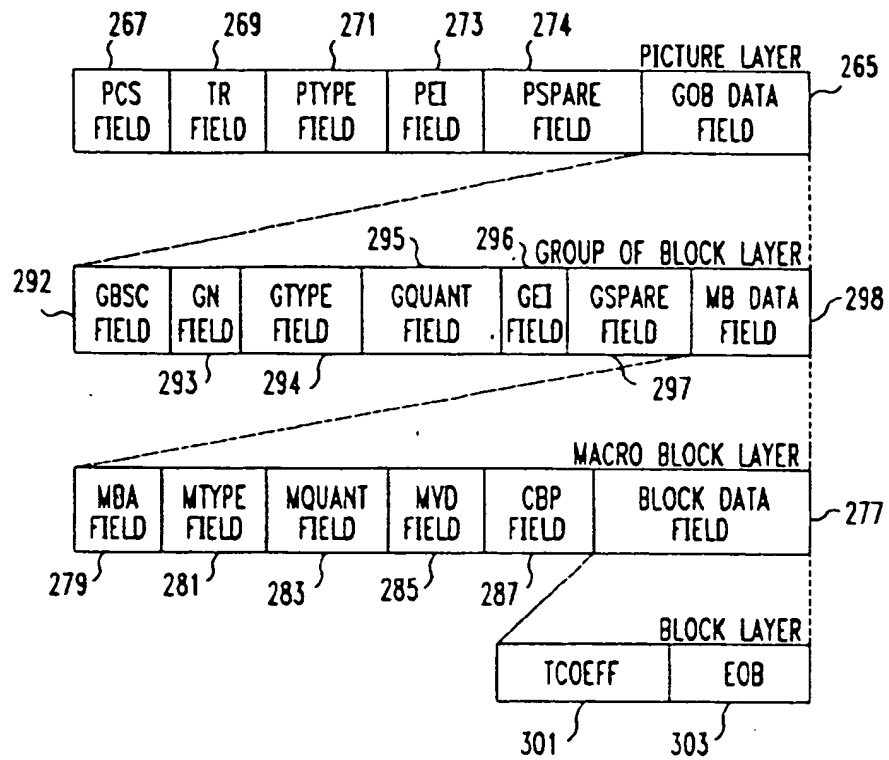 267 269 271 273 274
PICTURE LAYER
265
PCS FIELD TR FIELD PTYPE FIELD PEI FIELD PSPARE FIELD GOB DATA FIELD
295 296
GROUP OF BLOCK LAYER
292
GBSC FIELD GN FIELD GTYPE FIELD GQUANT FIELD GEI FIELD GSPARE FIELD MB DATA FIELD
298
293 294 297
MACRO BLOCK LAYER
MBA FIELD MTYPE FIELD MQUANT FIELD MVD FIELD CBP FIELD BLOCK DATA FIELD
277
279 281 283 285 287
BLOCK LAYER
TCOEFF EOB
301 303